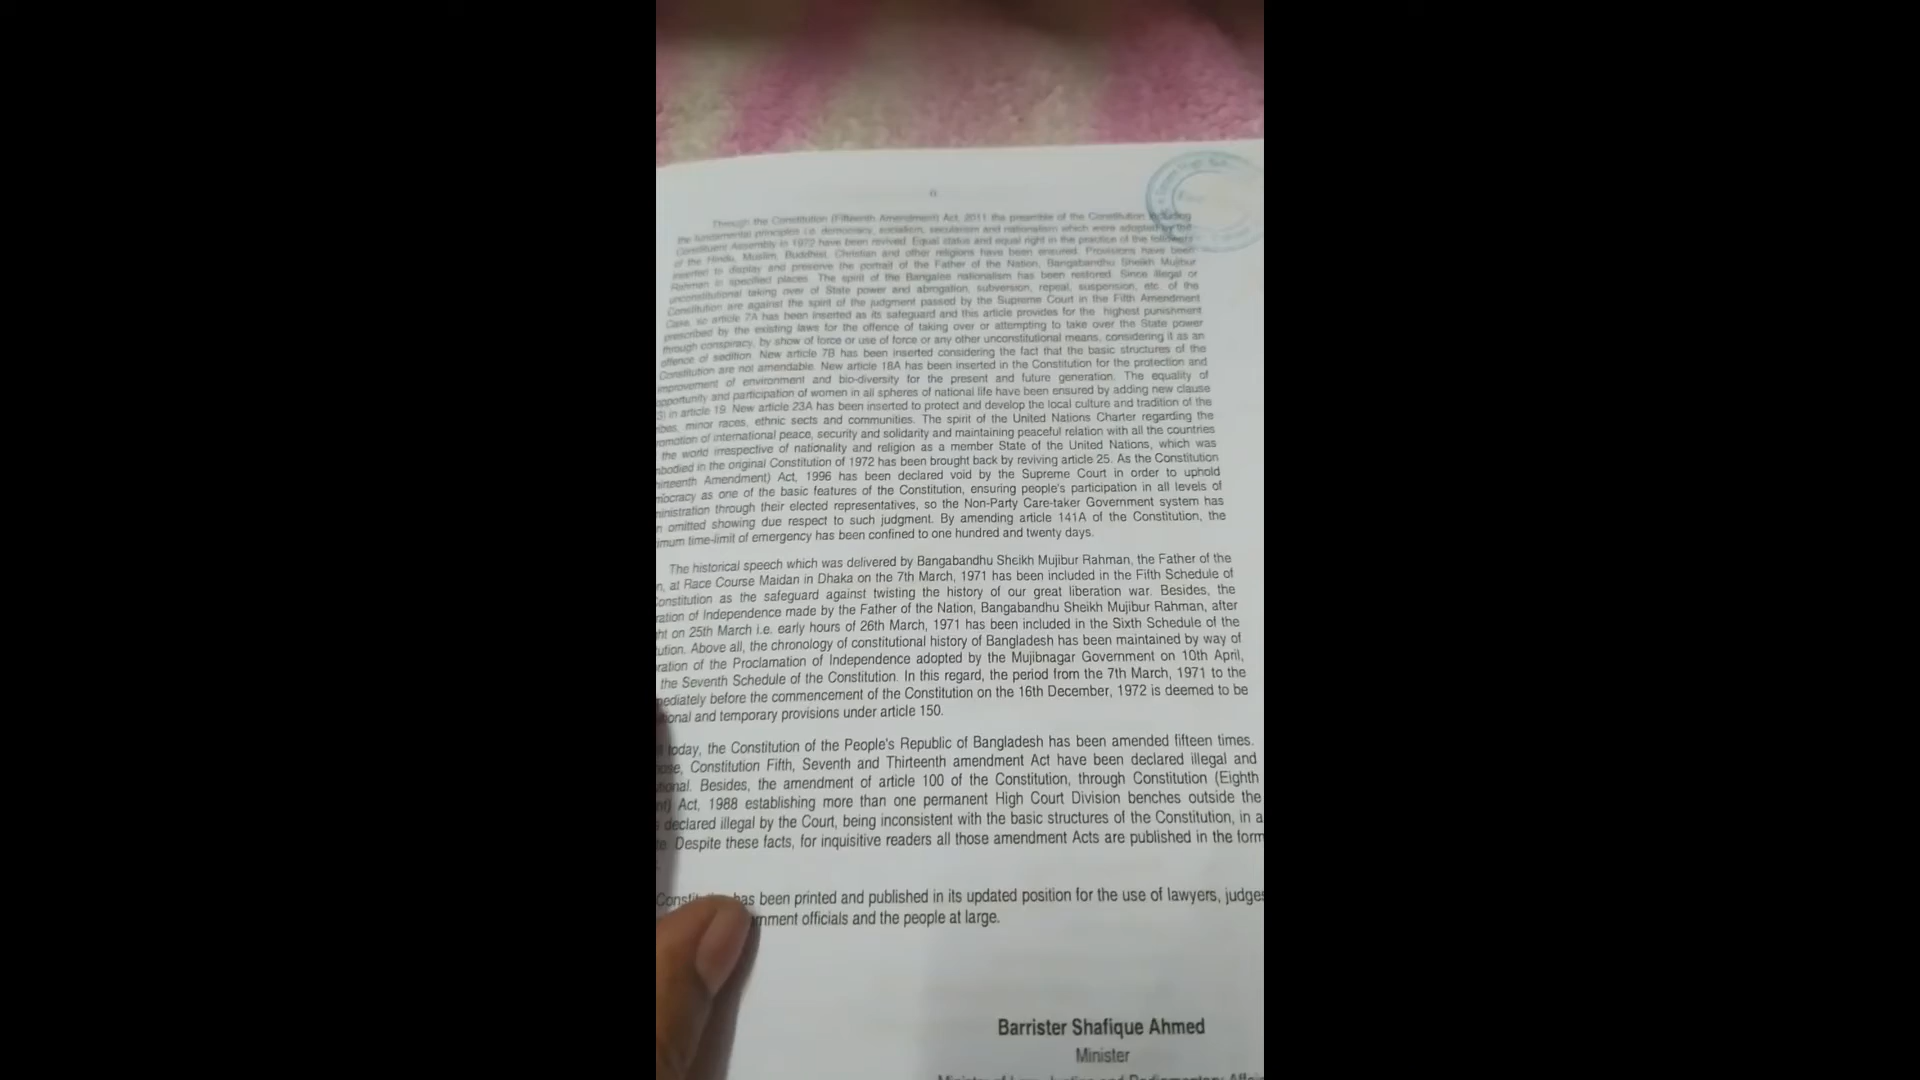 6
Through the Constitution (Fifteenth Amendment) Act, 2011 the preamble of the Constitution including
the fundamental principles i.e. democracy, socialism, secularism and nationalism which were adopted by the
Constituent Assembly in 1972 have been revived. Equal status and equal right in the practice of the followers
of the Hindu, Muslim, Buddhist, Christian and other religions have been ensured. Provisions have been
inserted to display and preserve the portrait of the Father of the Nation, Bangabandhu Sheikh Mujibur
Rahman in specified places. The spirit of the Bangalee nationalism has been restored. Since illegal or
unconstitutional taking over of State power and abrogation, subversion, repeal, suspension, etc. of the
Constitution are against the spirit of the judgment passed by the Supreme Court in the Fifth Amendment
Case, so article 7A has been inserted as its safeguard and this article provides for the highest punishment
prescribed by the existing laws for the offence of taking over or attempting to take over the State power
through conspiracy, by show of force or use of force or any other unconstitutional means, considering it as an
offence of sedition. New article 7B has been inserted considering the fact that the basic structures of the
Constitution are not amendable. New article 18A has been inserted in the Constitution for the protection and
improvement of environment and bio-diversity for the present and future generation. The equality of
pportunity and participation of women in all spheres of national life have been ensured by adding new clause
3) in article 19. New article 23A has been inserted to protect and develop the local culture and tradition of the
ibes, minor races, ethnic sects and communities. The spirit of the United Nations Charter regarding the
omotion of international peace, security and solidarity and maintaining peaceful relation with all the countries
the world irrespective of nationality and religion as a member State of the United Nations, which was
nbodied in the original Constitution of 1972 has been brought back by reviving article 25. As the Constitution
hirteenth Amendment) Act, 1996 has been declared void by the Supreme Court in order to uphold
mocracy as one of the basic features of the Constitution, ensuring people's participation in all levels of
ministration through their elected representatives, so the Non-Party Care-taker Government system has
n omitted showing due respect to such judgment. By amending article 141A of the Constitution, the
imum time-limit of emergency has been confined to one hundred and twenty days.
The historical speech which was delivered by Bangabandhu Sheikh Mujibur Rahman, the Father of the
n, at Race Course Maidan in Dhaka on the 7th March, 1971 has been included in the Fifth Schedule of
Constitution as the safeguard against twisting the history of our great liberation war. Besides, the
ration of Independence made by the Father of the Nation, Bangabandhu Sheikh Mujibur Rahman, after
ht on 25th March i.e. early hours of 26th March, 1971 has been included in the Sixth Schedule of the
ution. Above all, the chronology of constitutional history of Bangladesh has been maintained by way of
ration of the Proclamation of Independence adopted by the Mujibnagar Government on 10th April,
the Seventh Schedule of the Constitution. In this regard, the period from the 7th March, 1971 to the
mediately before the commencement of the Constitution on the 16th December, 1972 is deemed to be
tional and temporary provisions under article 150.
today, the Constitution of the People's Republic of Bangladesh has been amended fifteen times.
ose, Constitution Fifth, Seventh and Thirteenth amendment Act have been declared illegal and
tional. Besides, the amendment of article 100 of the Constitution, through Constitution (Eighth
nt) Act, 1988 establishing more than one permanent High Court Division benches outside the
declared illegal by the Court, being inconsistent with the basic structures of the Constitution, in a
Despite these facts, for inquisitive readers all those amendment Acts are published in the form
has been printed and published in its updated position for the use of lawyers, judges
rnment officials and the people at large.
Barrister Shafique Ahmed
Minister
Ministry of Law, Justice and Parliamentary Affai